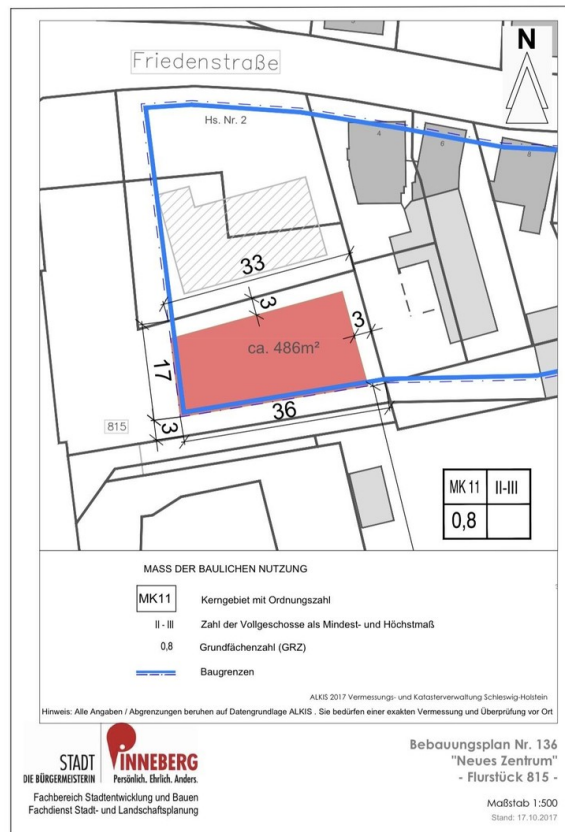 Friedenstraße
N
Hs. Nr. 2
4
6
8
33
3
3
ca. 486m²
17
36
3
815
MK 11 II-III
0,8
MASS DER BAULICHEN NUTZUNG
MK11 Kerngebiet mit Ordnungszahl
II - III Zahl der Vollgeschosse als Mindest- und Höchstmaß
0,8 Grundfächenzahl (GRZ)
Baugrenzen
ALKIS 2017 Vermessungs- und Katasterverwaltung Schleswig-Holstein
Hinweis: Alle Angaben / Abgrenzungen beruhen auf Datengrundlage ALKIS . Sie bedürfen einer exakten Vermessung und Überprüfung vor Ort
STADT PINNEBERG
DIE BÜRGERMEISTERIN Persönlich. Ehrlich. Anders.
Fachbereich Stadtentwicklung und Bauen
Fachdienst Stadt- und Landschaftsplanung
Bebauungsplan Nr. 136
"Neues Zentrum"
- Flurstück 815 -
Maßstab 1:500
Stand: 17.10.2017